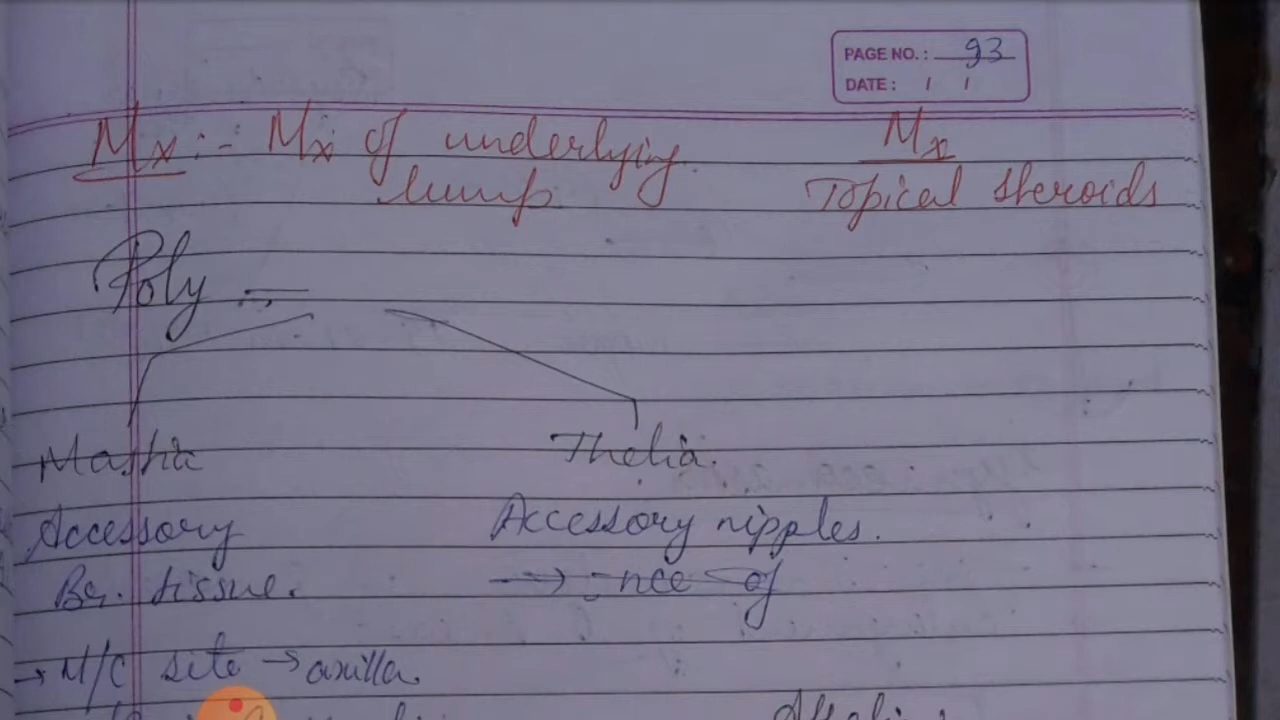 PAGE NO.: 93
DATE: / /
Mx :- Mx of underlying
lump
Mx
Topical steroids
Poly
Mastia
Thelia.
Accessory
Br. tissue.
Accessory nipples.
→ of
→ M/C site → axilla.